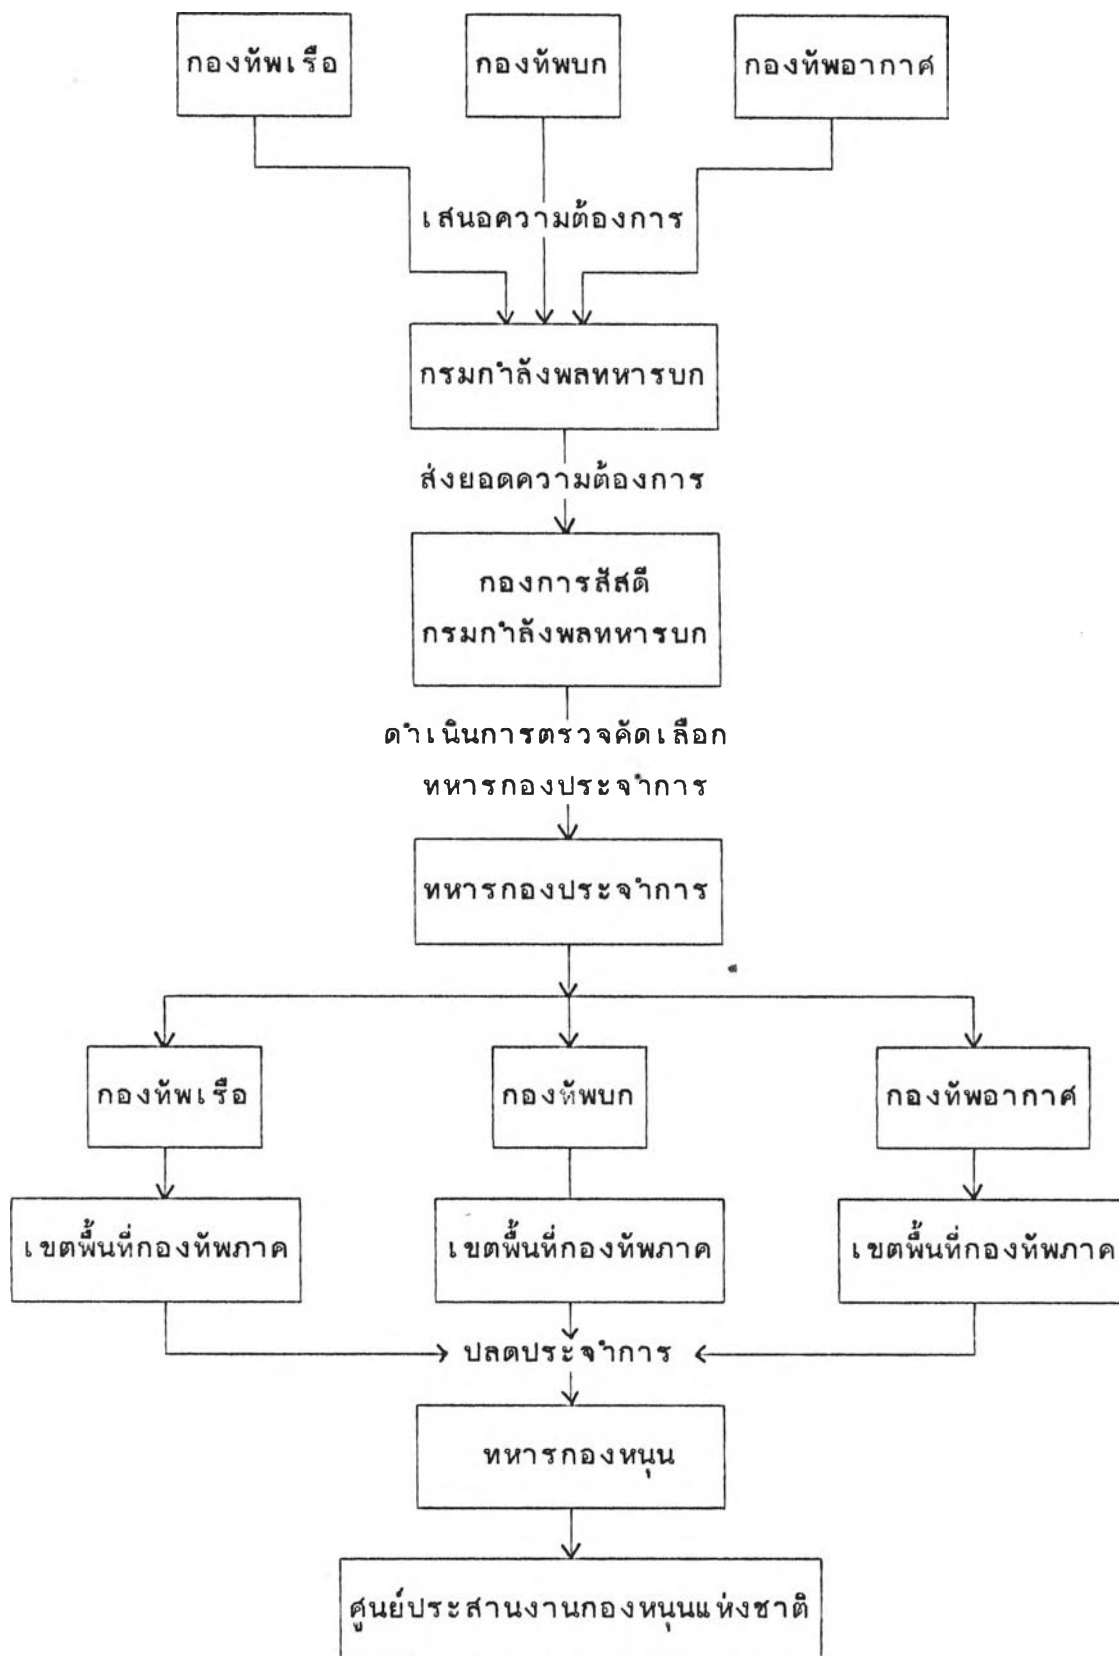 กองทัพเรือ
กองทัพบก
กองทัพอากาศ
เสนอความต้องการ
กรมกำลังพลทหารบก
ส่งยอดความต้องการ
กองการสัสดี
กรมกำลังพลทหารบก
ดำเนินการตรวจคัดเลือก
ทหารกองประจำการ
ทหารกองประจำการ
กองทัพเรือ
กองทัพบก
กองทัพอากาศ
เขตพื้นที่กองทัพภาค
เขตพื้นที่กองทัพภาค
เขตพื้นที่กองทัพภาค
ปลดประจำการ
ทหารกองหนุน
ศูนย์ประสานงานกองหนุนแห่งชาติ